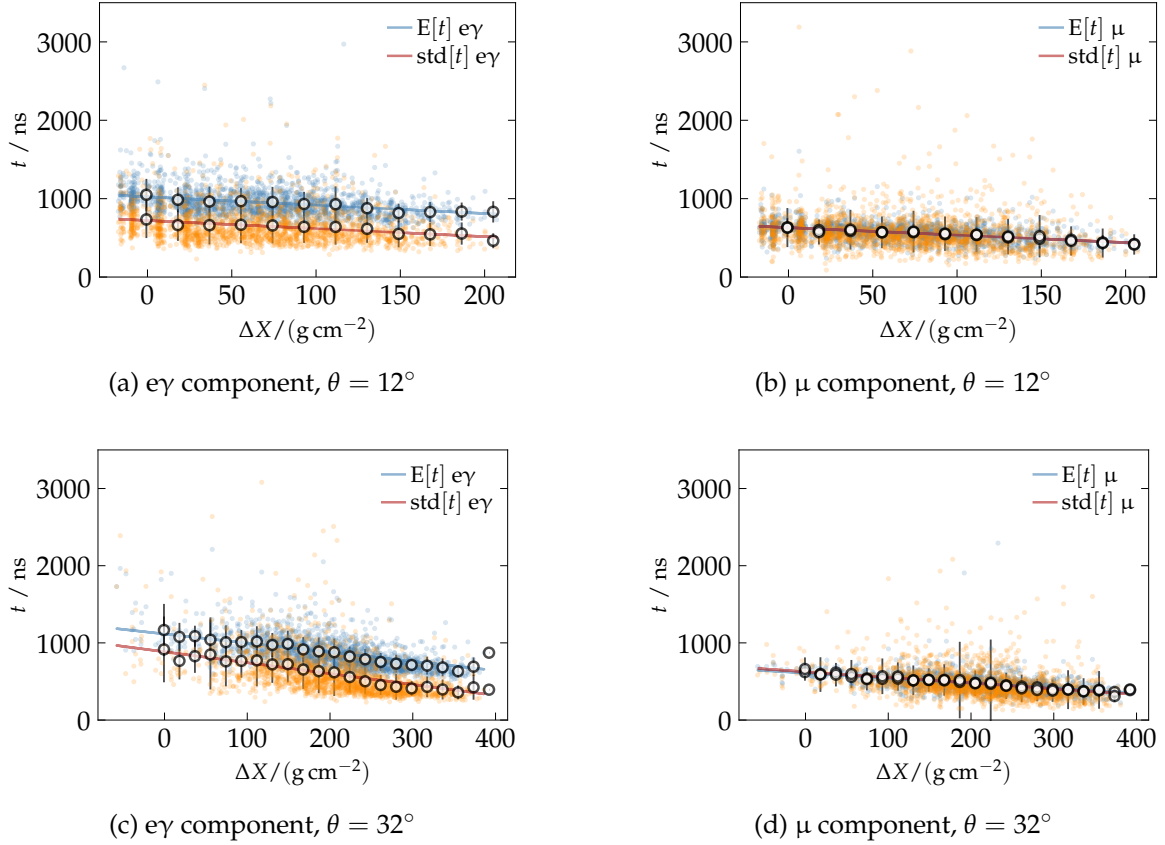 E[t] eγ
std[t] eγ
3000
2000
1000
0
t / ns
0 50 100 150 200
ΔX/(g cm⁻²)
(a) eγ component, θ = 12°
E[t] μ
std[t] μ
3000
2000
1000
0
t / ns
0 50 100 150 200
ΔX/(g cm⁻²)
(b) μ component, θ = 12°
E[t] eγ
std[t] eγ
3000
2000
1000
0
t / ns
0 100 200 300 400
ΔX/(g cm⁻²)
(c) eγ component, θ = 32°
E[t] μ
std[t] μ
3000
2000
1000
0
t / ns
0 100 200 300 400
ΔX/(g cm⁻²)
(d) μ component, θ = 32°